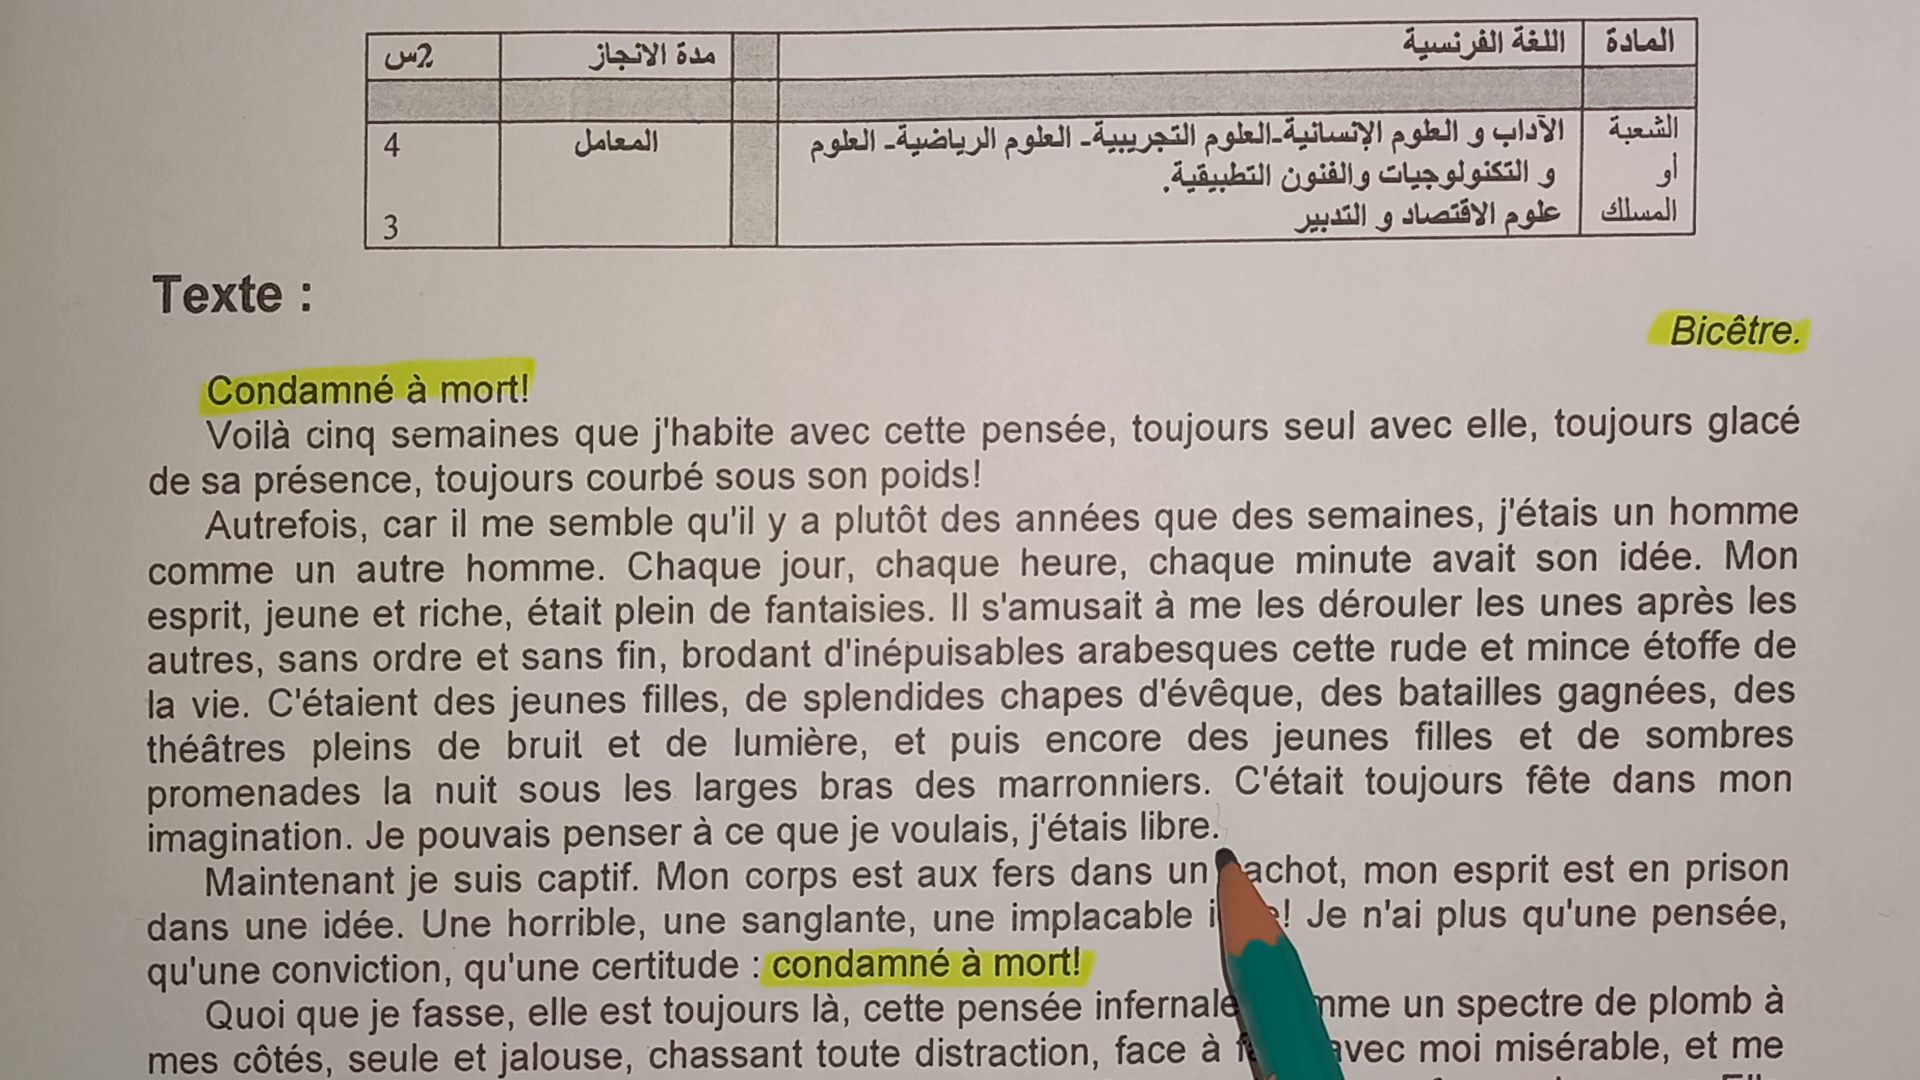 المادة اللغة الفرنسية مدة الانجاز 2س
الشعبة أو المسلك الآداب و العلوم الإنسانية-العلوم التجريبية- العلوم الرياضية- العلوم المعامل 4
و التكنولوجيات والفنون التطبيقية.
علوم الاقتصاد و التدبير 3
Texte :
Bicêtre.
Condamné à mort!
Voilà cinq semaines que j'habite avec cette pensée, toujours seul avec elle, toujours glacé
de sa présence, toujours courbé sous son poids!
Autrefois, car il me semble qu'il y a plutôt des années que des semaines, j'étais un homme
comme un autre homme. Chaque jour, chaque heure, chaque minute avait son idée. Mon
esprit, jeune et riche, était plein de fantaisies. Il s'amusait à me les dérouler les unes après les
autres, sans ordre et sans fin, brodant d'inépuisables arabesques cette rude et mince étoffe de
la vie. C'étaient des jeunes filles, de splendides chapes d'évêque, des batailles gagnées, des
théâtres pleins de bruit et de lumière, et puis encore des jeunes filles et de sombres
promenades la nuit sous les larges bras des marronniers. C'était toujours fête dans mon
imagination. Je pouvais penser à ce que je voulais, j'étais libre.
Maintenant je suis captif. Mon corps est aux fers dans un mon esprit est en prison
dans une idée. Une horrible, une sanglante, une implacable Je n'ai plus qu'une pensée,
qu'une conviction, qu'une certitude : condamné à mort!
Quoi que je fasse, elle est toujours là, cette pensée infernale un spectre de plomb à
mes côtés, seule et jalouse, chassant toute distraction, face à avec moi misérable, et me